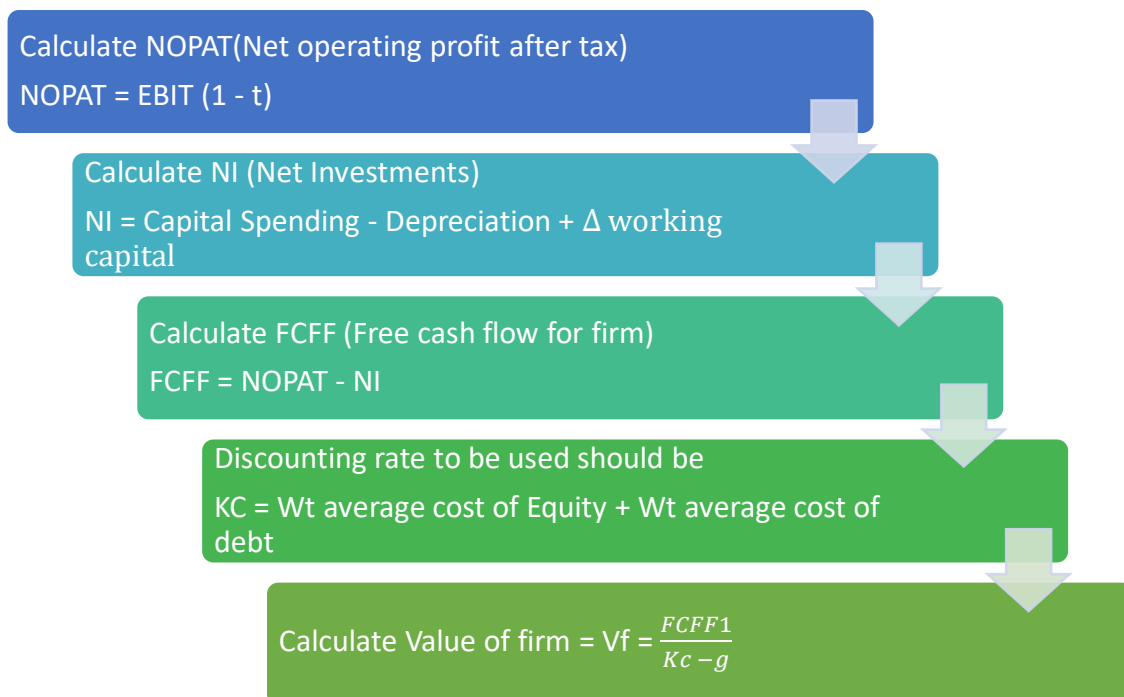 Calculate NOPAT(Net operating profit after tax)
NOPAT = EBIT (1 - t)
Calculate NI (Net Investments)
NI = Capital Spending - Depreciation + Δ working
capital
Calculate FCFF (Free cash flow for firm)
FCFF = NOPAT - NI
Discounting rate to be used should be
KC = Wt average cost of Equity + Wt average cost of
debt
Calculate Value of firm = Vf = FCFF1 / Kc – g